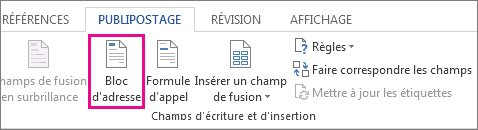 RÉFÉRENCES PUBLIPOSTAGE RÉVISION AFFICHAGE
Champs de fusion
en surbrillance
Bloc
d'adresse
Formule
d'appel
Insérer un champ
de fusion
Règles
Faire correspondre les champs
Mettre à jour les étiquettes
Champs d'écriture et d'insertion